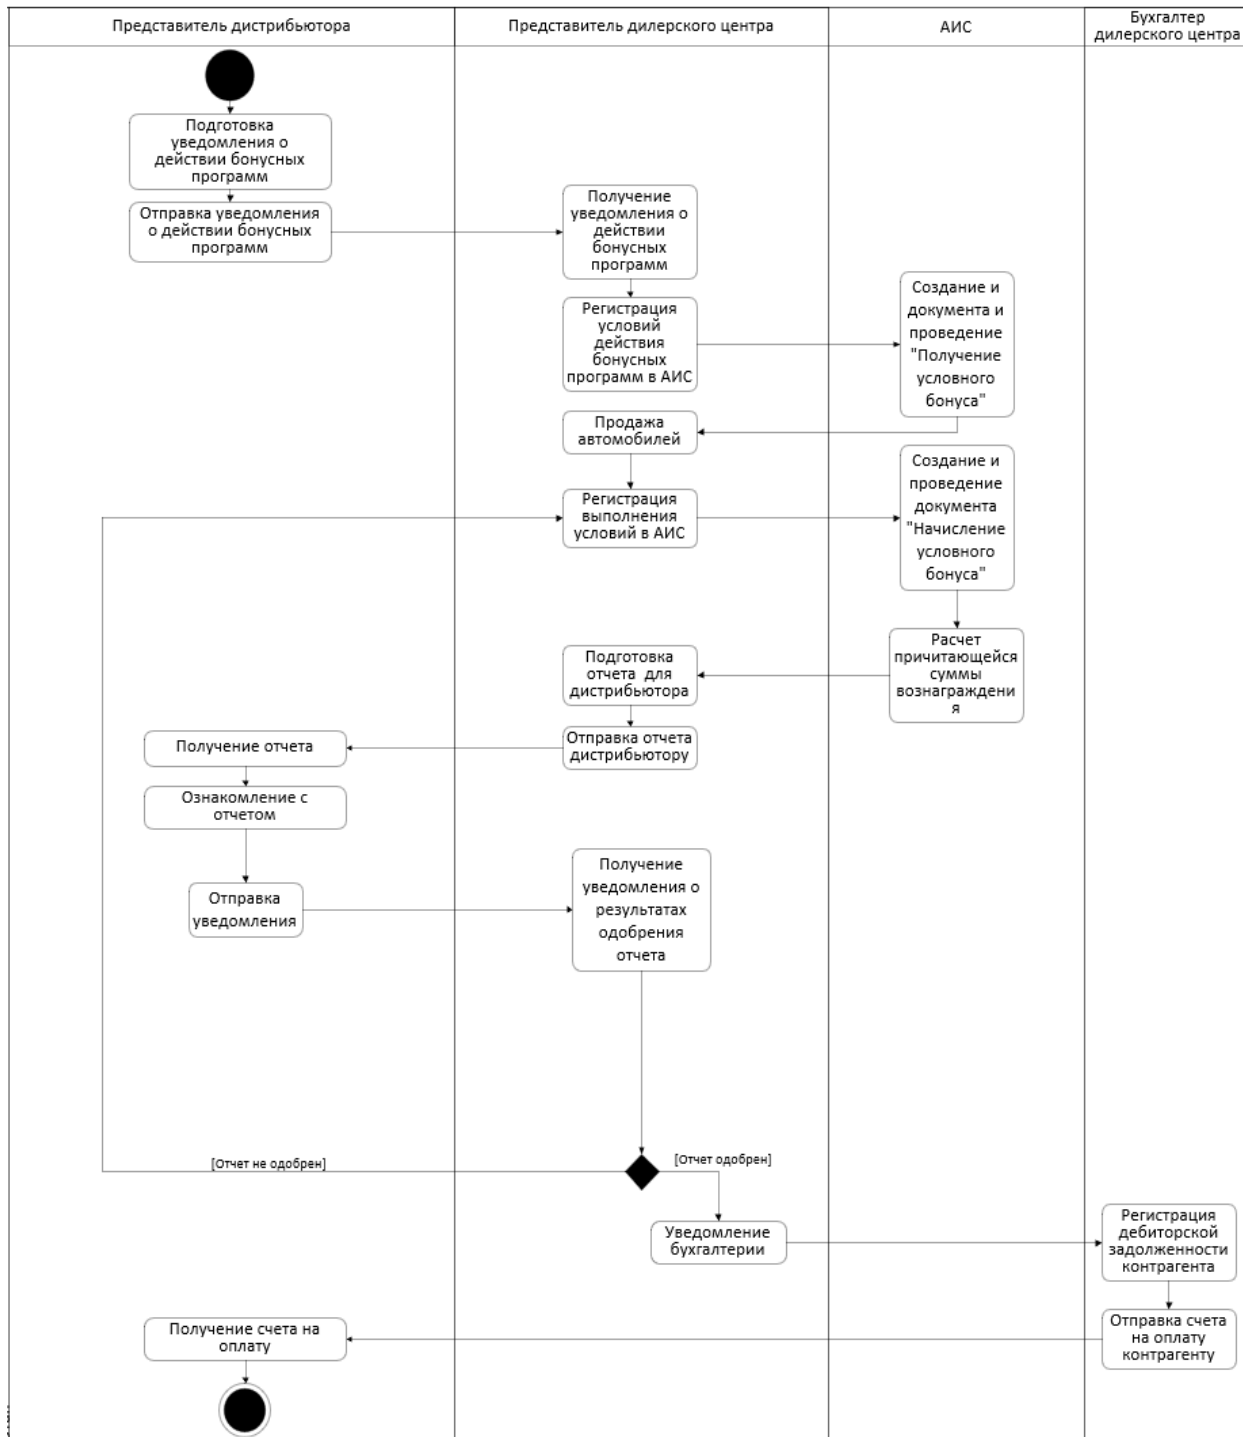 Представитель дистрибьютора
Представитель дилерского центра
АИС
Бухгалтер
дилерского центра
Подготовка
уведомления о
действии бонусных
программ
Отправка уведомления
о действии бонусных
программ
Получение
уведомления о
действии
бонусных
программ
Регистрация
условий
действия
бонусных
программ в АИС
Создание и
документа и
проведение
"Получение
условного
бонуса"
Продажа
автомобилей
Регистрация
выполнения
условий в АИС
Создание и
проведение
документа
"Начисление
условного
бонуса"
Расчет
причитающейся
суммы
вознаграждени
я
Подготовка
отчета для
дистрибьютора
Отправка отчета
дистрибьютору
Получение отчета
Ознакомление с
отчетом
Отправка
уведомления
Получение
уведомления о
результатах
одобрения
отчета
[Отчет не одобрен]
[Отчет одобрен]
Уведомление
бухгалтерии
Регистрация
дебиторской
задолженности
контрагента
Отправка счета
на оплату
контрагенту
Получение счета на
оплату